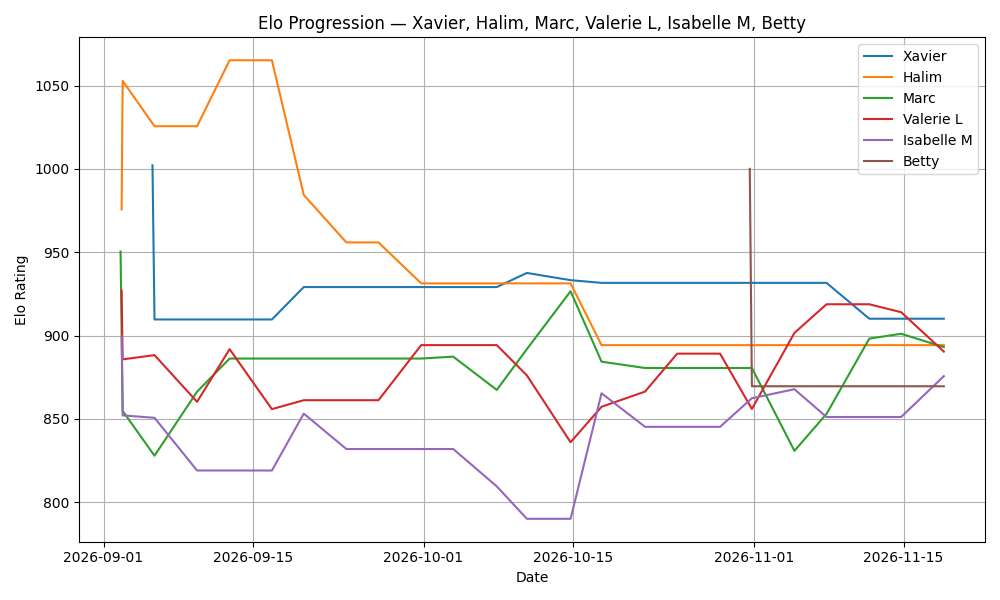 Elo Progression — Xavier, Halim, Marc, Valerie L, Isabelle M, Betty
Xavier
Halim
Marc
Valerie L
Isabelle M
Betty
Elo Rating
1050
1000
950
900
850
800
2026-09-01
2026-09-15
2026-10-01
2026-10-15
2026-11-01
2026-11-15
Date